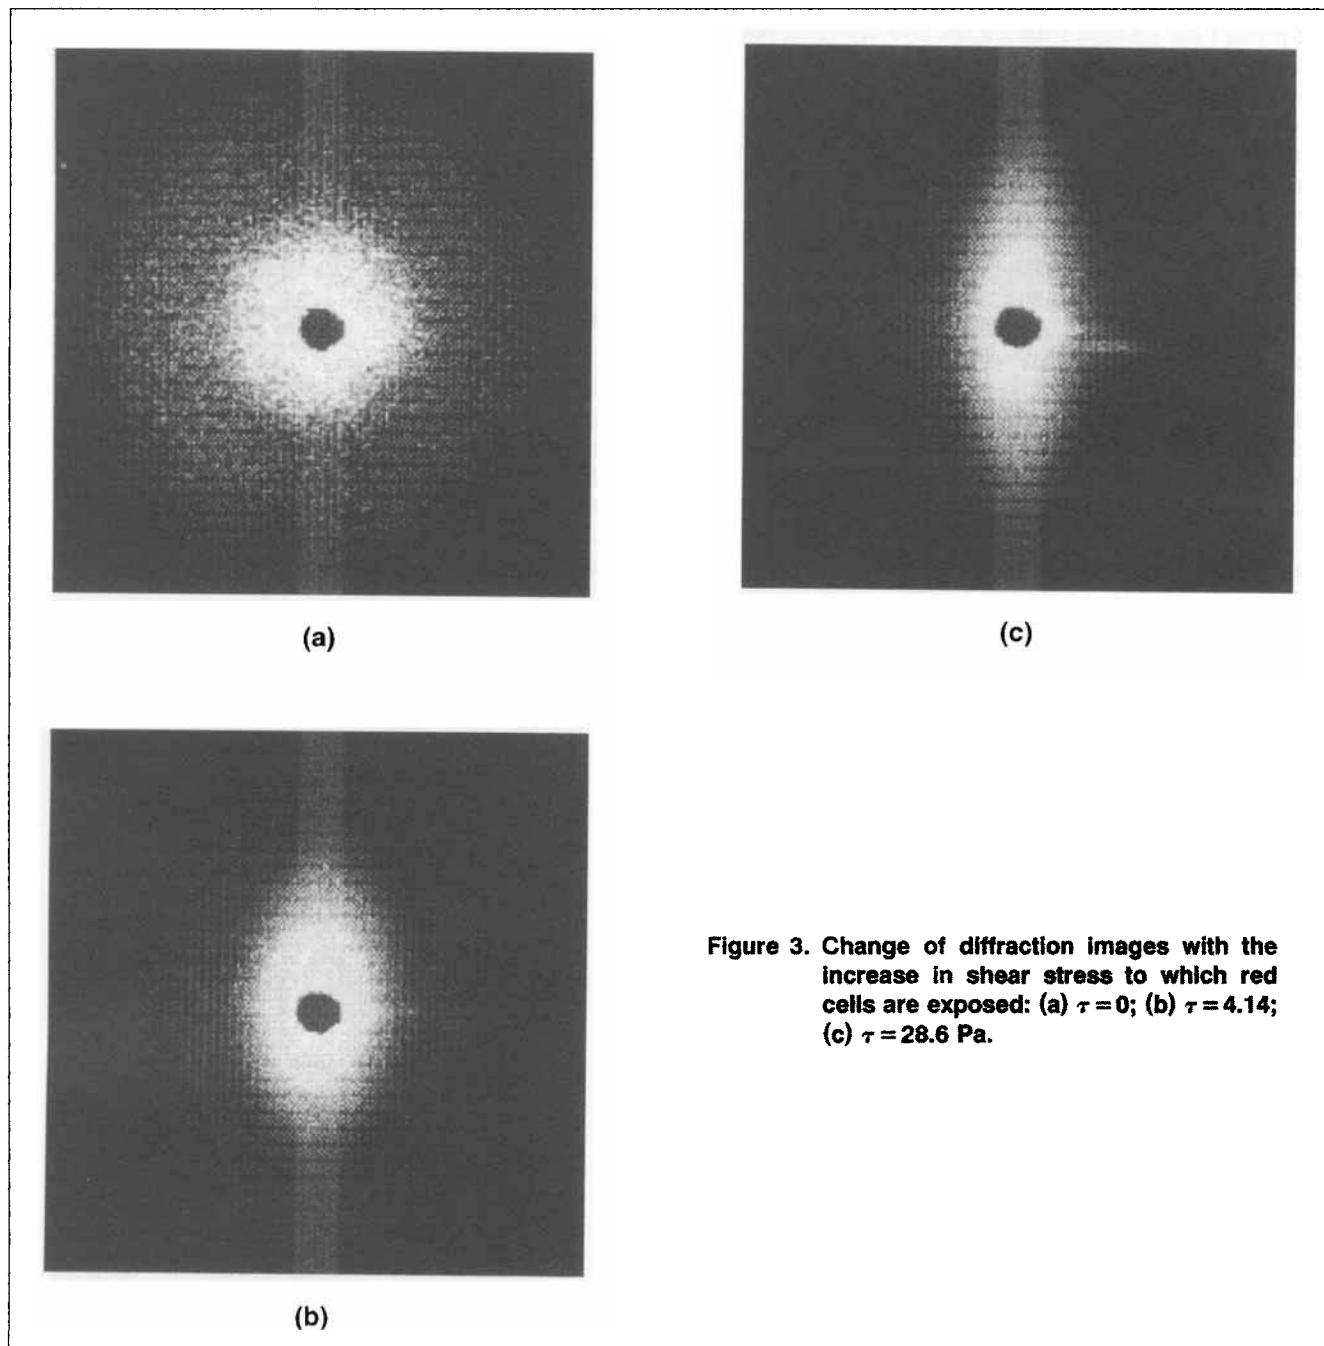 (a)
(c)
(b)
Figure 3. Change of diffraction images with the
increase in shear stress to which red
cells are exposed: (a) τ = 0; (b) τ = 4.14;
(c) τ = 28.6 Pa.